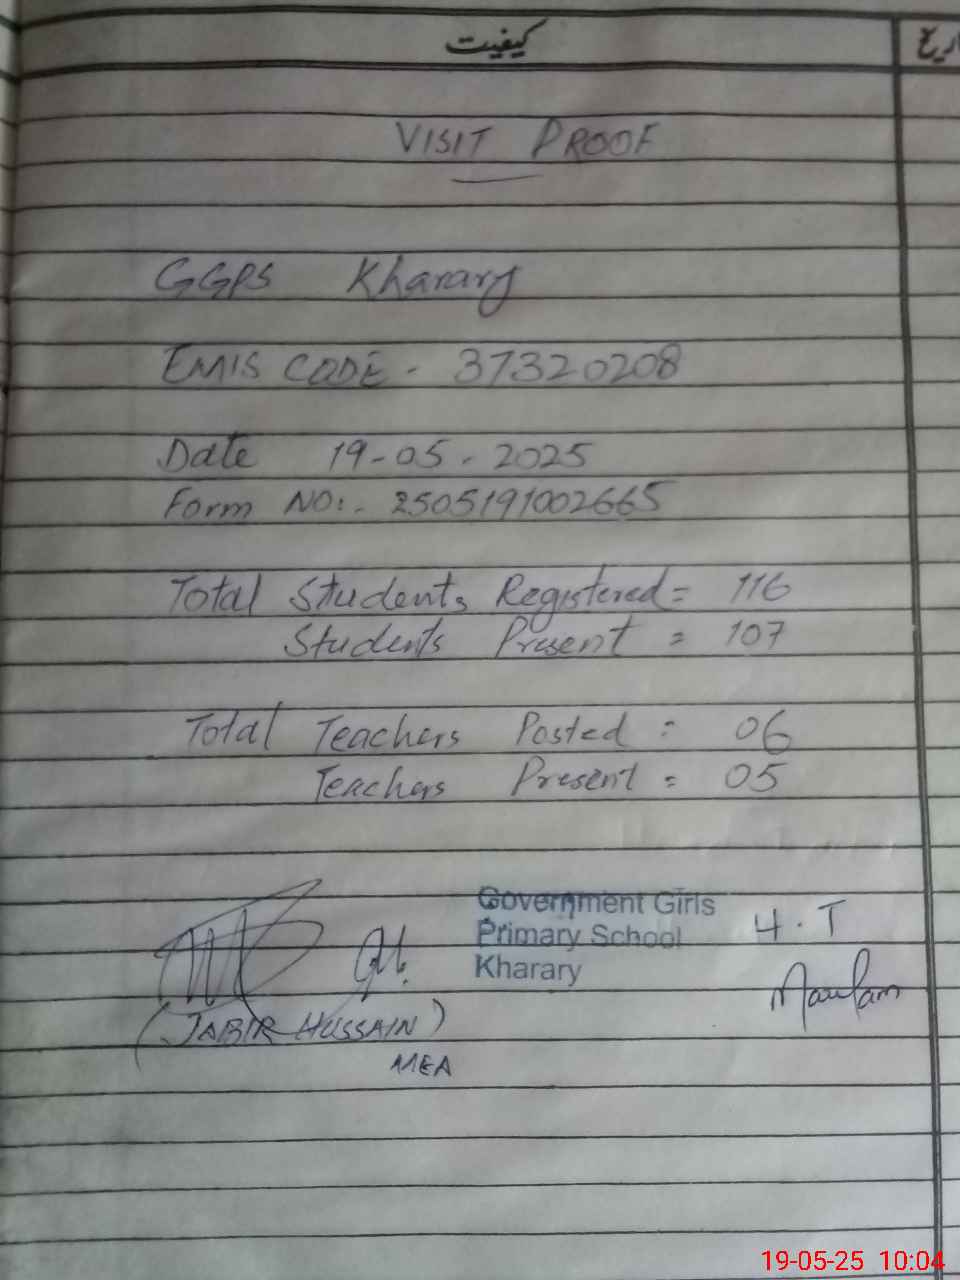 کیفیت
VISIT PROOF
GGPS Kharary
EMIS CODE - 37320208
Date 19-05-2025
Form NO:- 2505191002665
Total Students Registered = 116
Students Present = 107
Total Teachers Posted = 06
Teachers Present = 05
Government Girls
Primary School
Kharary
H.T
(JABIR HUSSAIN)
MEA
19-05-25 10:04